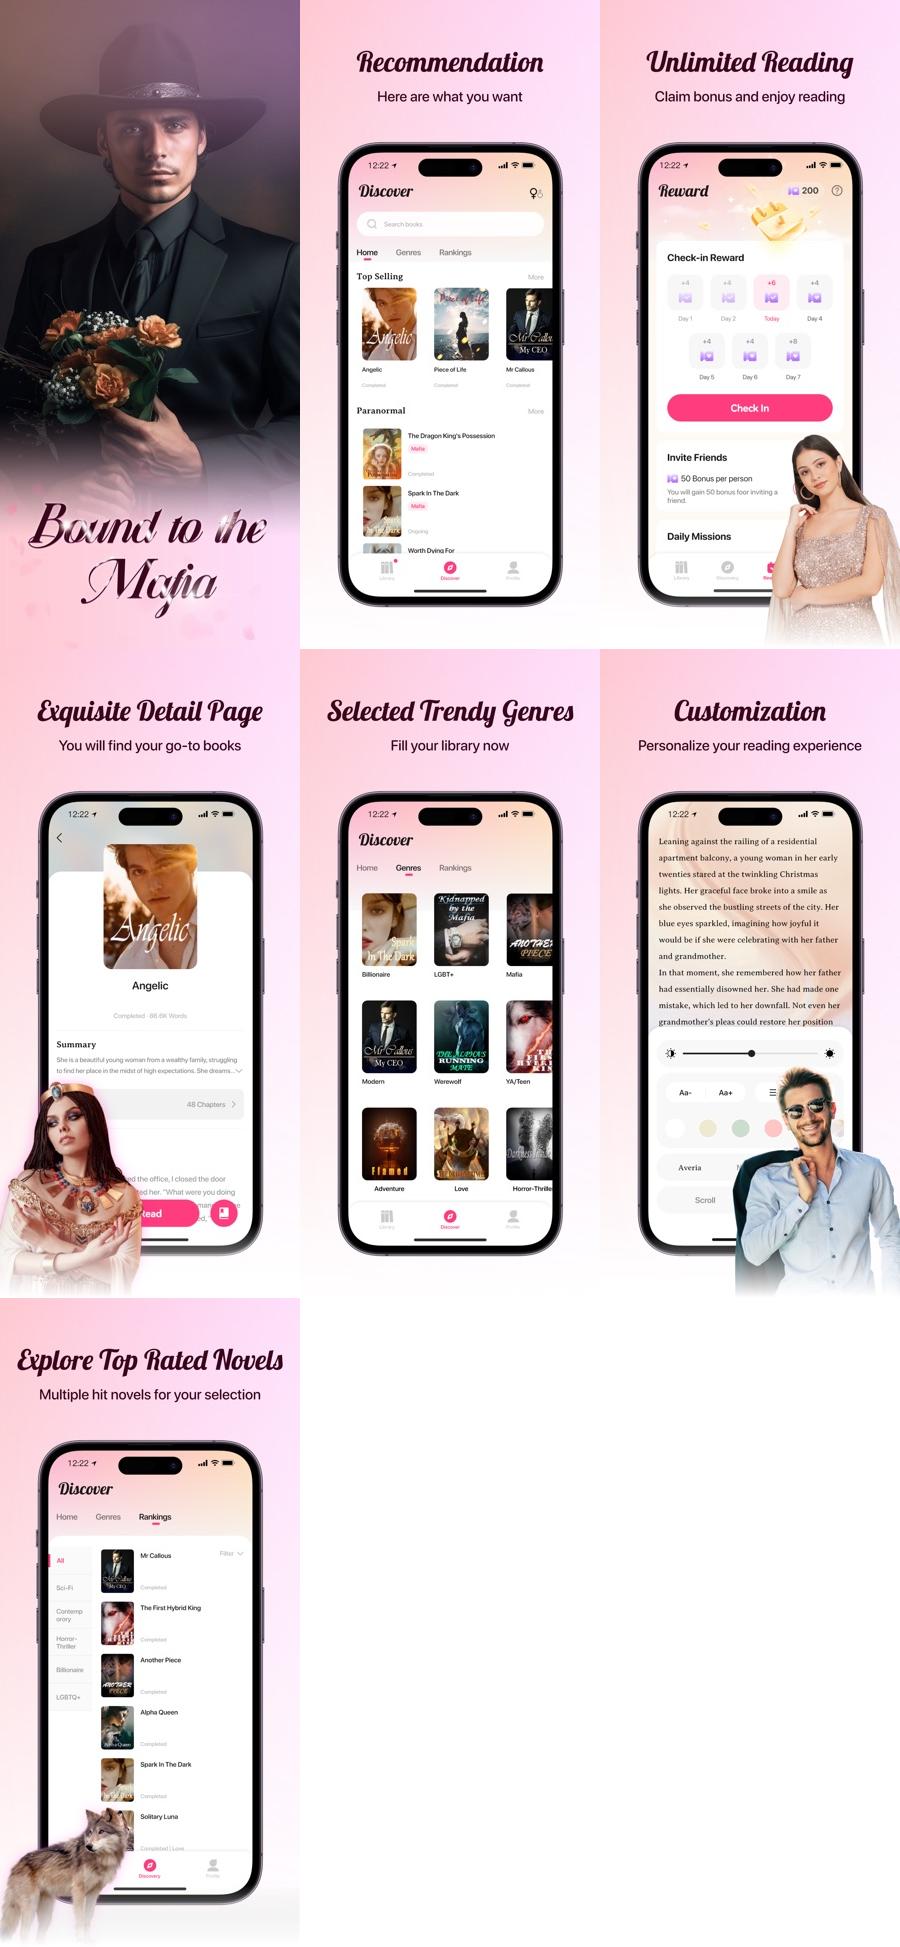 Bound to the
Mafia
Recommendation
Here are what you want
12:22
Discover
Search books
Home Genres Rankings
Top Selling More
Angelic
Piece of Life
Mr Callous
My CEO
Angelic Piece of Life Mr Callous
Completed Completed Completed
Paranormal More
The Dragon King's Possession
Mafia
Completed
Spark In The Dark
Mafia
Ongoing
Worth Dying For
Library Discover Profile
Unlimited Reading
Claim bonus and enjoy reading
12:22
Reward 200
Check-in Reward
+4 +4 +6 +4
Day 1 Day 2 Today Day 4
+4 +4 +8
Day 5 Day 6 Day 7
Check In
Invite Friends
50 Bonus per person
You will gain 50 bonus foor inviting a
friend.
Daily Missions
Library Discovery
Exquisite Detail Page
You will find your go-to books
12:22
Angelic
Angelic
Completed · 86.6K Words
Summary
She is a beautiful young woman from a wealthy family, struggling
to find her place in the midst of high expectations. She dreams...
48 Chapters
the office, I closed the door
her. "What were you doing
Read
Selected Trendy Genres
Fill your library now
12:22
Discover
Home Genres Rankings
Spark
In The Dark
Kidnapped
by the
Mafia
ANOTHER
PIECE
Billionaire LGBT+ Mafia
Mr Callous
My CEO
THE ALPHA'S
RUNNING
MATE
Modern Werewolf YA/Teen
Flamed
Adventure Love Horror-Thrille
Library Discover Profile
Customization
Personalize your reading experience
12:22
Leaning against the railing of a residential
apartment balcony, a young woman in her early
twenties stared at the twinkling Christmas
lights. Her graceful face broke into a smile as
she observed the bustling streets of the city. Her
blue eyes sparkled, imagining how joyful it
would be if she were celebrating with her father
and grandmother.
In that moment, she remembered how her father
had essentially disowned her. She had made one
mistake, which led to her downfall. Not even her
grandmother's pleas could restore her position
Aa- Aa+
Averia
Scroll
Explore Top Rated Novels
Multiple hit novels for your selection
12:22
Discover
Home Genres Rankings
All
Sci-Fi
Contemp
orory
Horror-
Thriller
Billionaire
LGBTQ+
Filter
Mr Callous
Completed
The First Hybrid King
Completed
Another Piece
Completed
Alpha Queen
Completed
Spark In The Dark
Completed
Solitary Luna
Completed | Love
Discovery Profile